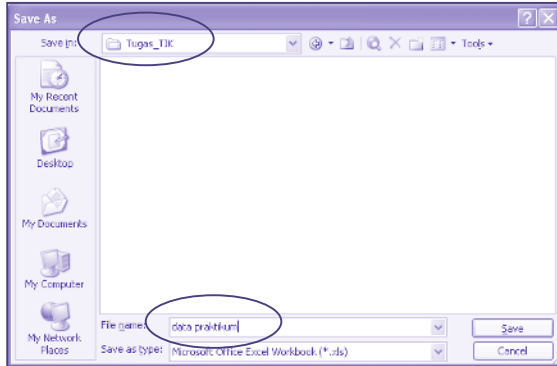 Save As
Save in:
Tugas_TIK
Tools
My Recent
Documents
Desktop
My Documents
My Computer
My Network
Places
File name:
data praktikum
Save
Save as type:
Microsoft Office Excel Workbook (*.xls)
Cancel